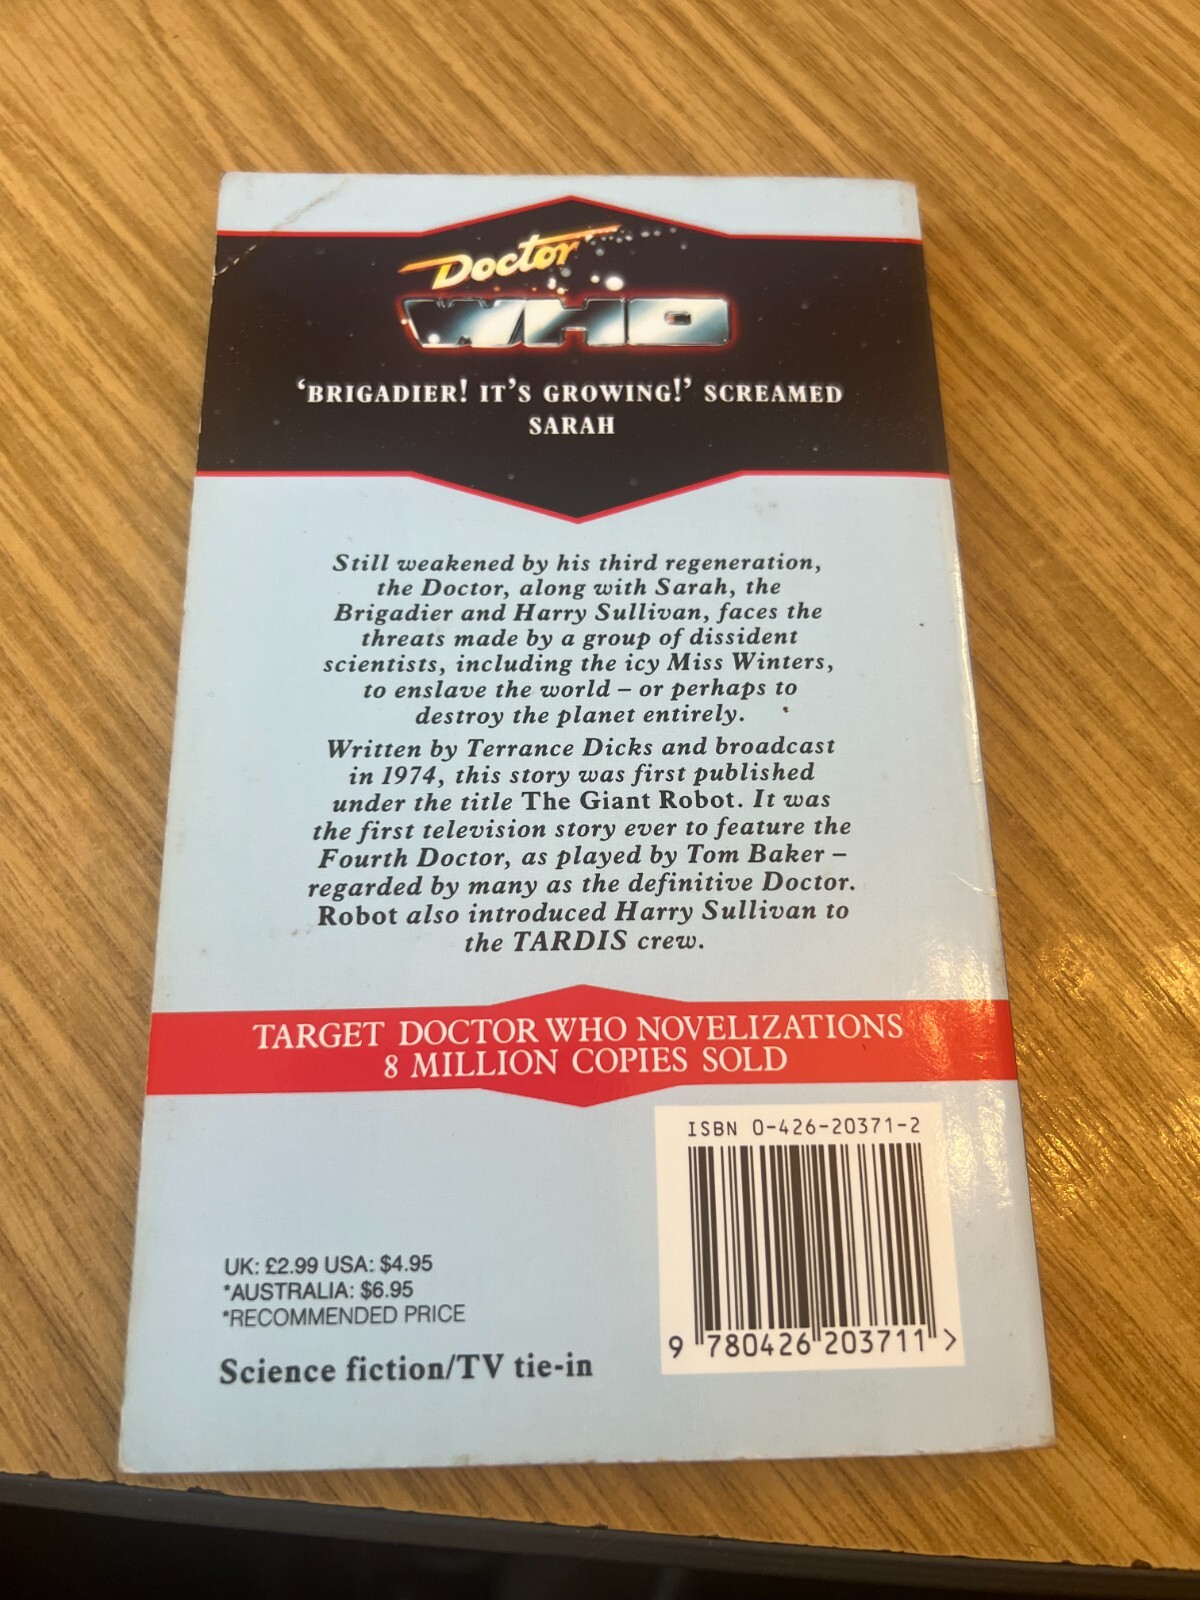 Doctor
WHO
‘BRIGADIER! IT’S GROWING!’ SCREAMED
SARAH
Still weakened by his third regeneration,
the Doctor, along with Sarah, the
Brigadier and Harry Sullivan, faces the
threats made by a group of dissident
scientists, including the icy Miss Winters,
to enslave the world – or perhaps to
destroy the planet entirely.
Written by Terrance Dicks and broadcast
in 1974, this story was first published
under the title The Giant Robot. It was
the first television story ever to feature the
Fourth Doctor, as played by Tom Baker –
regarded by many as the definitive Doctor.
Robot also introduced Harry Sullivan to
the TARDIS crew.
TARGET DOCTOR WHO NOVELIZATIONS
8 MILLION COPIES SOLD
ISBN 0-426-20371-2
9 780426 203711 >
UK: £2.99 USA: $4.95
*AUSTRALIA: $6.95
*RECOMMENDED PRICE
Science fiction/TV tie-in